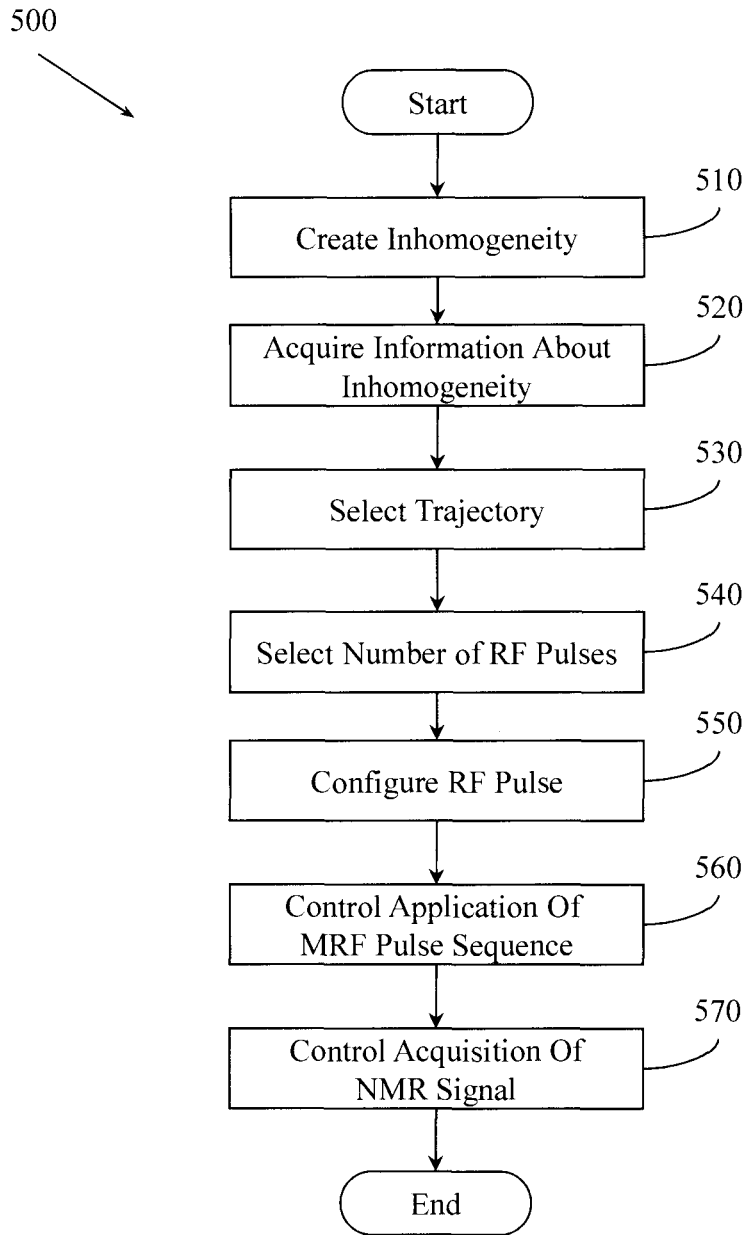 500
Start
510
Create Inhomogeneity
520
Acquire Information About
Inhomogeneity
530
Select Trajectory
540
Select Number of RF Pulses
550
Configure RF Pulse
560
Control Application Of
MRF Pulse Sequence
570
Control Acquisition Of
NMR Signal
End